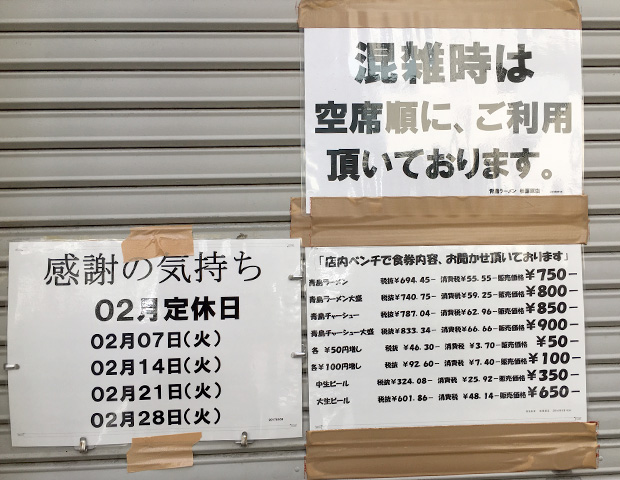 混雑時は
空席順に、ご利用
頂いております。
青島ラーメン
感謝の気持ち
02月定休日
02月07日(火)
02月14日(火)
02月21日(火)
02月28日(火)
「店内ベンチで食券内容、お聞かせ頂いております」
青島ラーメン 税抜¥694.45- 消費税¥55.55-販売価格¥750-
青島ラーメン大盛 税抜¥740.75- 消費税¥59.25-販売価格¥800-
青島チャーシュー 税抜¥787.04- 消費税¥62.96-販売価格¥850-
青島チャーシュー大盛 税抜¥833.34- 消費税¥66.66-販売価格¥900-
各 ¥50円増し 税抜 ¥46.30- 消費税 ¥3.70-販売価格 ¥50-
各¥100円増し 税抜 ¥92.60- 消費税 ¥7.40-販売価格¥100-
中生ビール 税抜¥324.08- 消費税 ¥25.92-販売価格¥350-
大生ビール 税抜¥601.86- 消費税 ¥48.14-販売価格¥650-